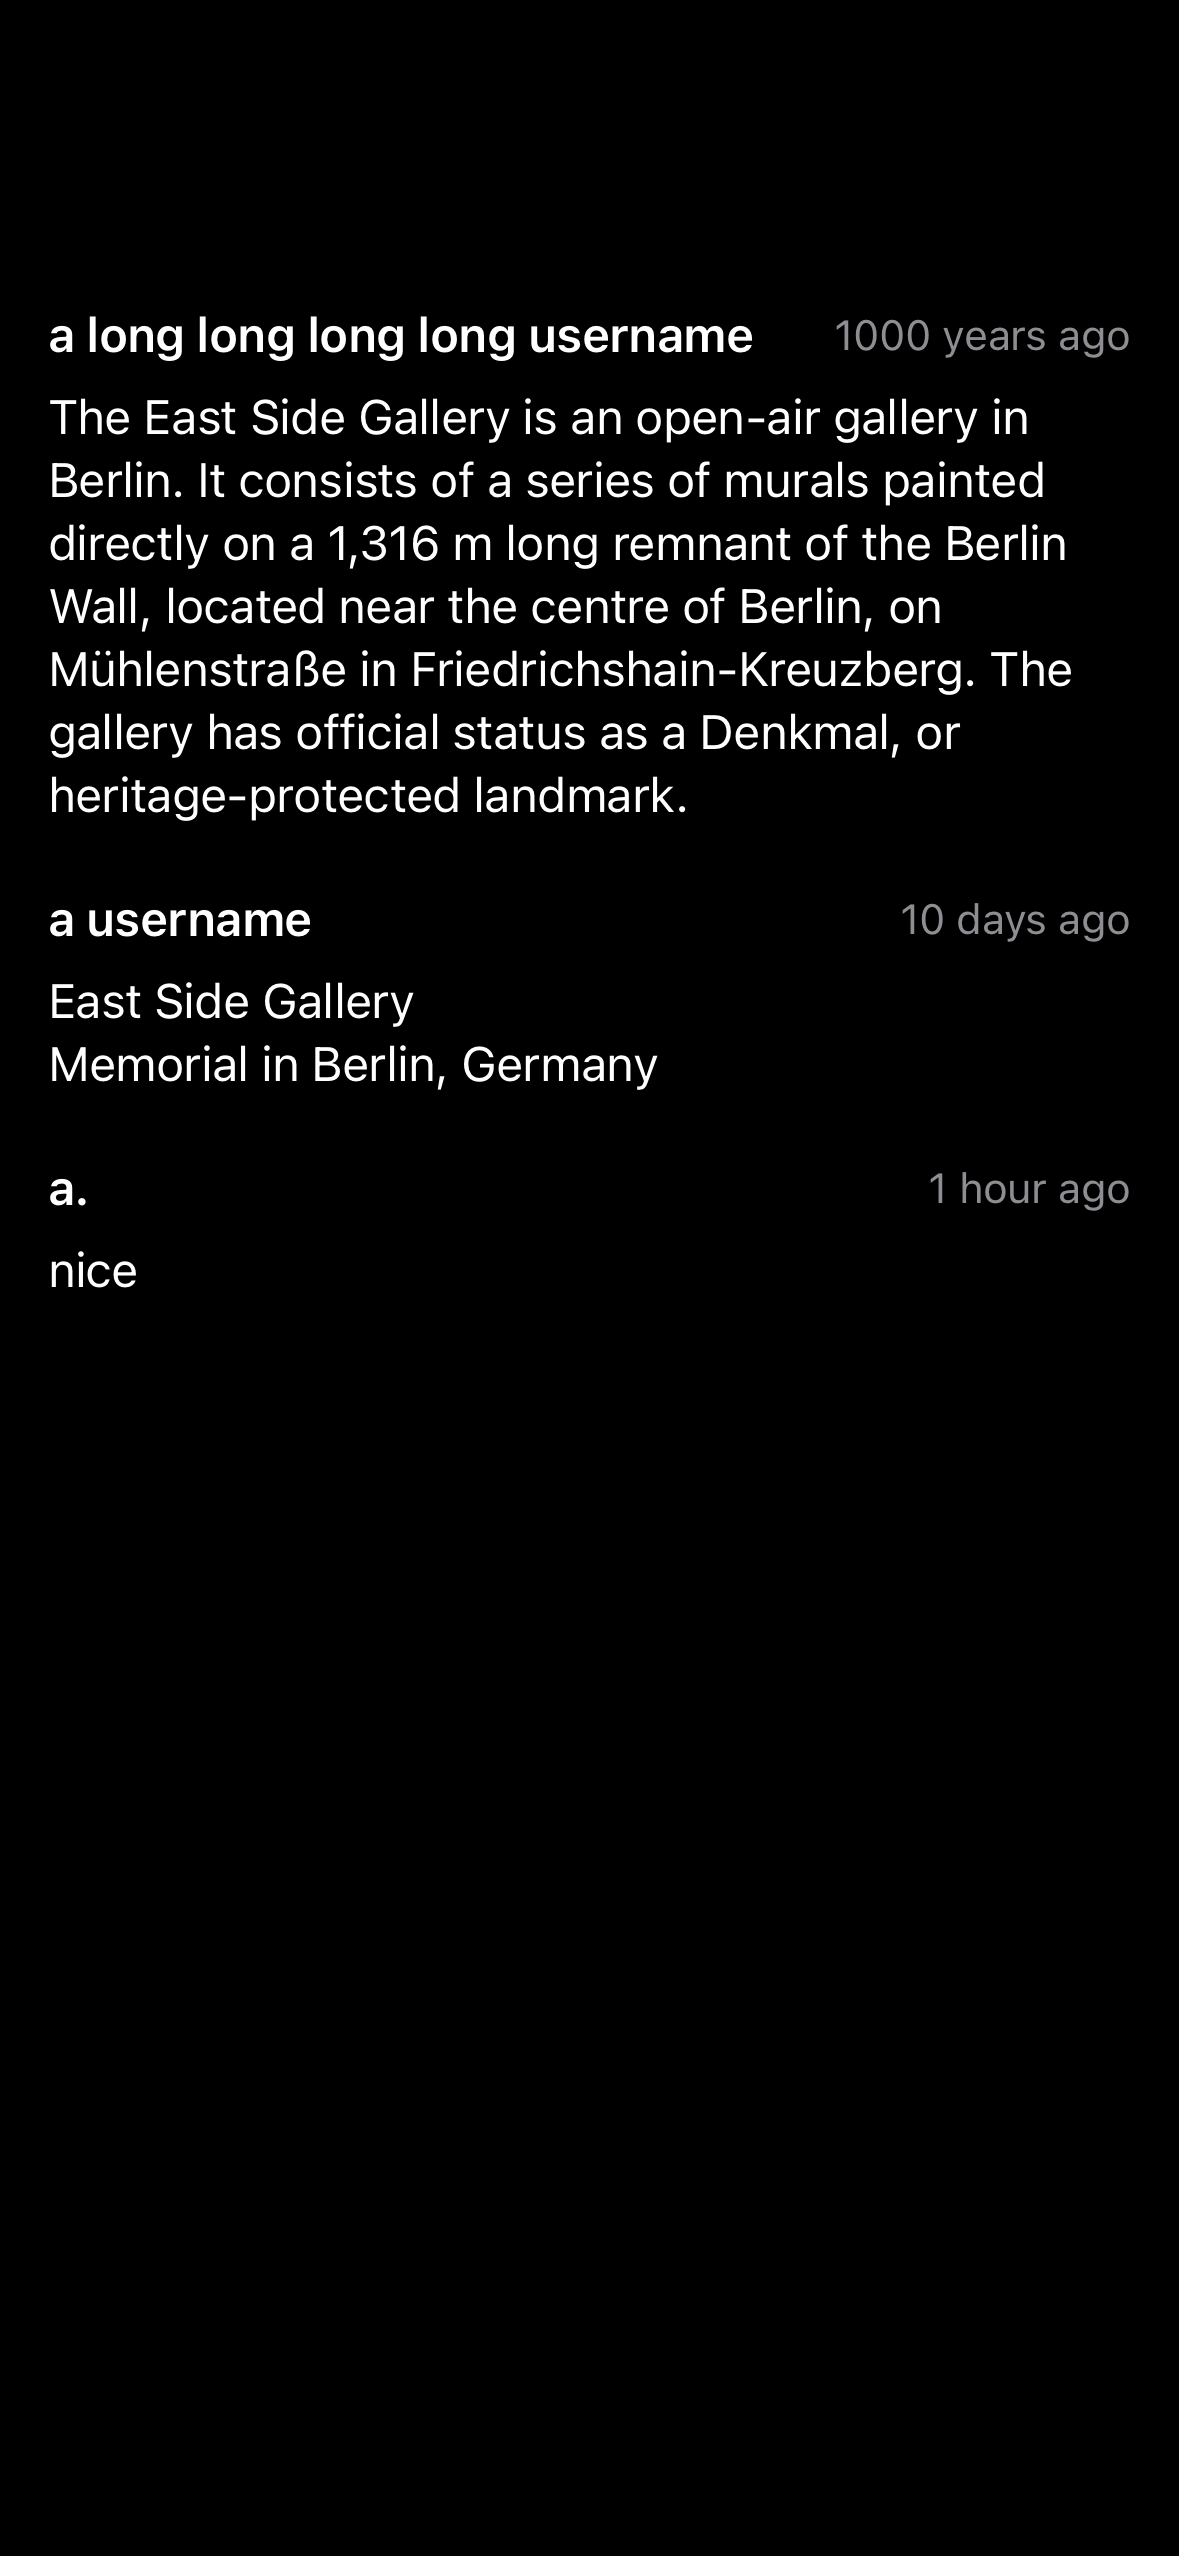 a long long long long username 1000 years ago
The East Side Gallery is an open-air gallery in
Berlin. It consists of a series of murals painted
directly on a 1,316 m long remnant of the Berlin
Wall, located near the centre of Berlin, on
Mühlenstraße in Friedrichshain-Kreuzberg. The
gallery has official status as a Denkmal, or
heritage-protected landmark.
a username 10 days ago
East Side Gallery
Memorial in Berlin, Germany
a. 1 hour ago
nice